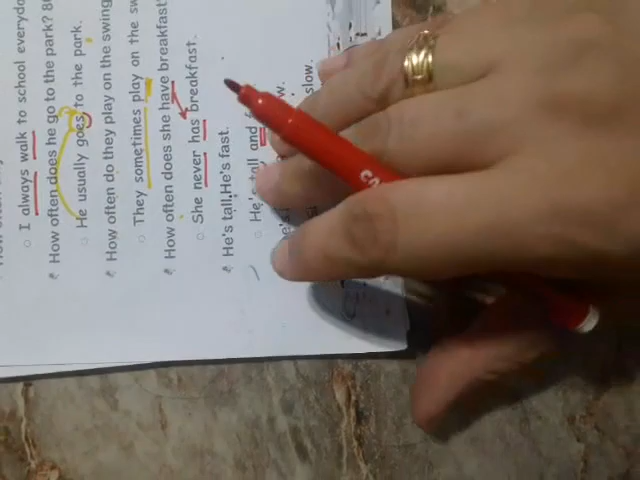 I always walk to school everyda
How often does he go to the park?
He usually goes to the park.
How often do they play on the swing
They sometimes play on the sw
How often does she have breakfast
She never has breakfast.
He's tall,He's fast.
He's tall and
slow.